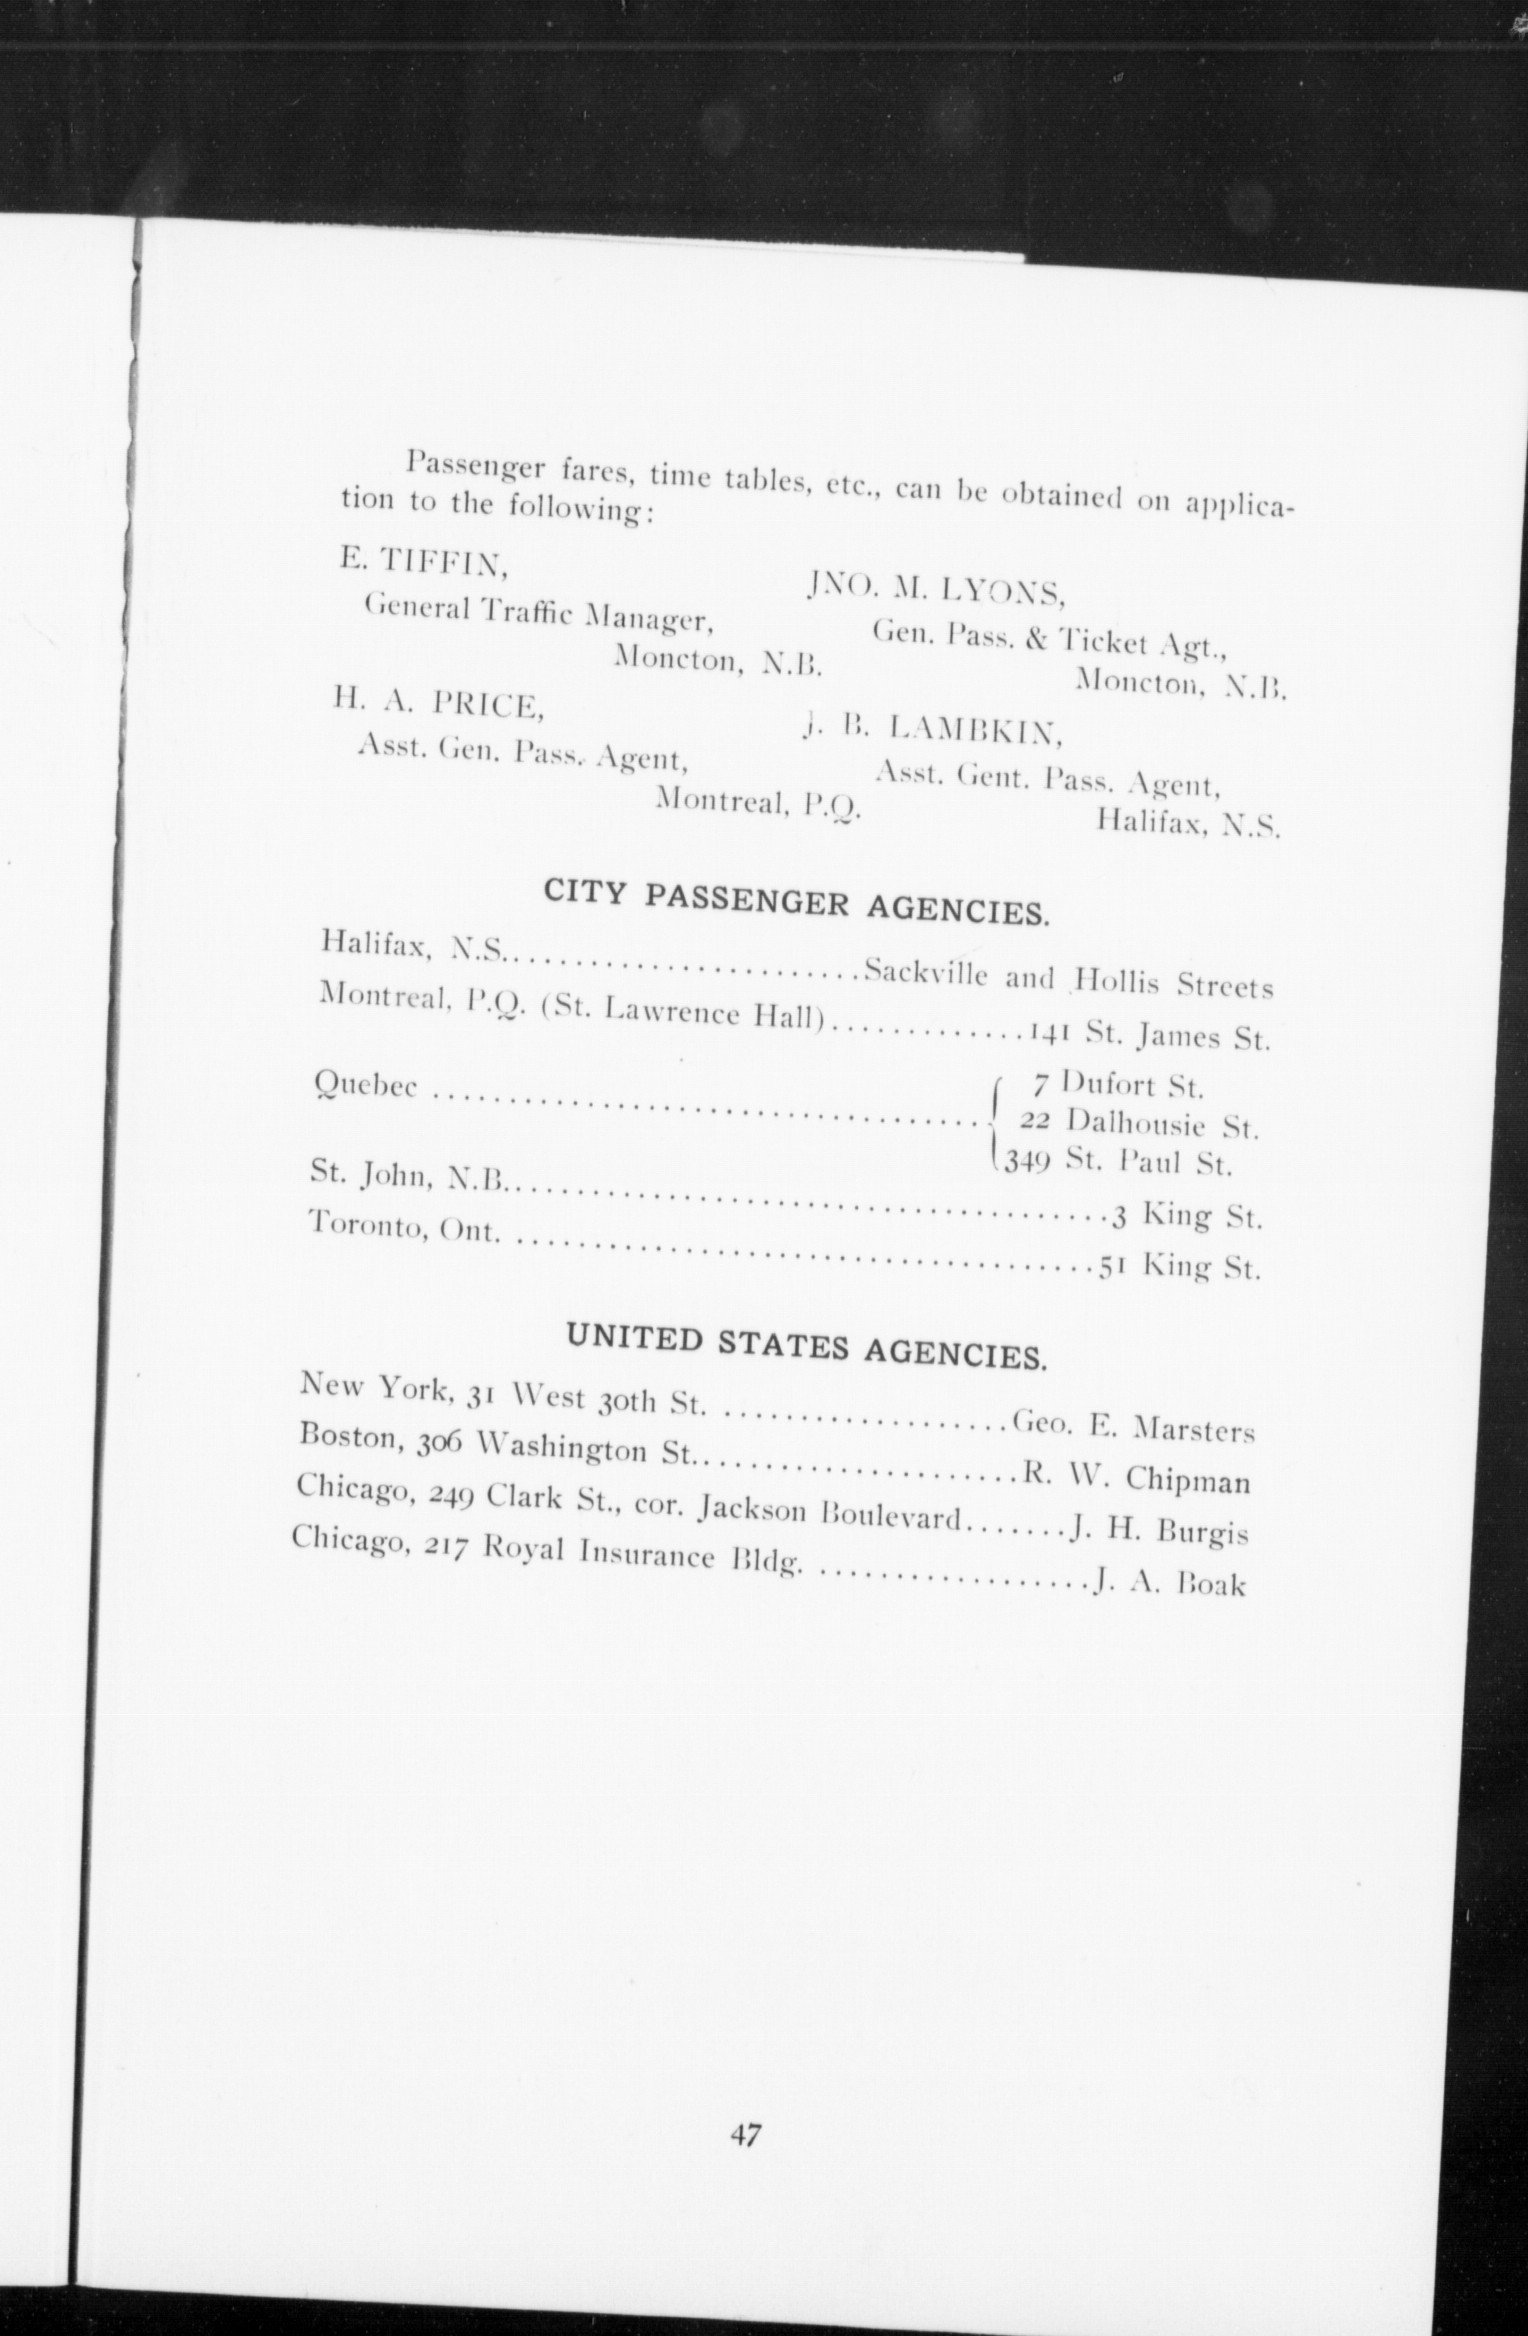 Passenger fares, time tables, etc., can be obtained on applica-
tion to the following:
E. TIFFIN,
General Traffic Manager,
Moncton, N.B.
JNO. M. LYONS,
Gen. Pass. & Ticket Agt.,
Moncton, N.B.
H. A. PRICE,
Asst. Gen. Pass. Agent,
Montreal, P.Q.
J. B. LAMBKIN,
Asst. Gent. Pass. Agent,
Halifax, N.S.
CITY PASSENGER AGENCIES.
Halifax, N.S........................Sackville and Hollis Streets
Montreal, P.Q. (St. Lawrence Hall).............141 St. James St.
Quebec ....................................
7 Dufort St.
22 Dalhousie St.
349 St. Paul St.
St. John, N.B.......................................3 King St.
Toronto, Ont. ......................................51 King St.
UNITED STATES AGENCIES.
New York, 31 West 30th St. ...................Geo. E. Marsters
Boston, 306 Washington St......................R. W. Chipman
Chicago, 249 Clark St., cor. Jackson Boulevard.......J. H. Burgis
Chicago, 217 Royal Insurance Bldg. ..................J. A. Boak
47